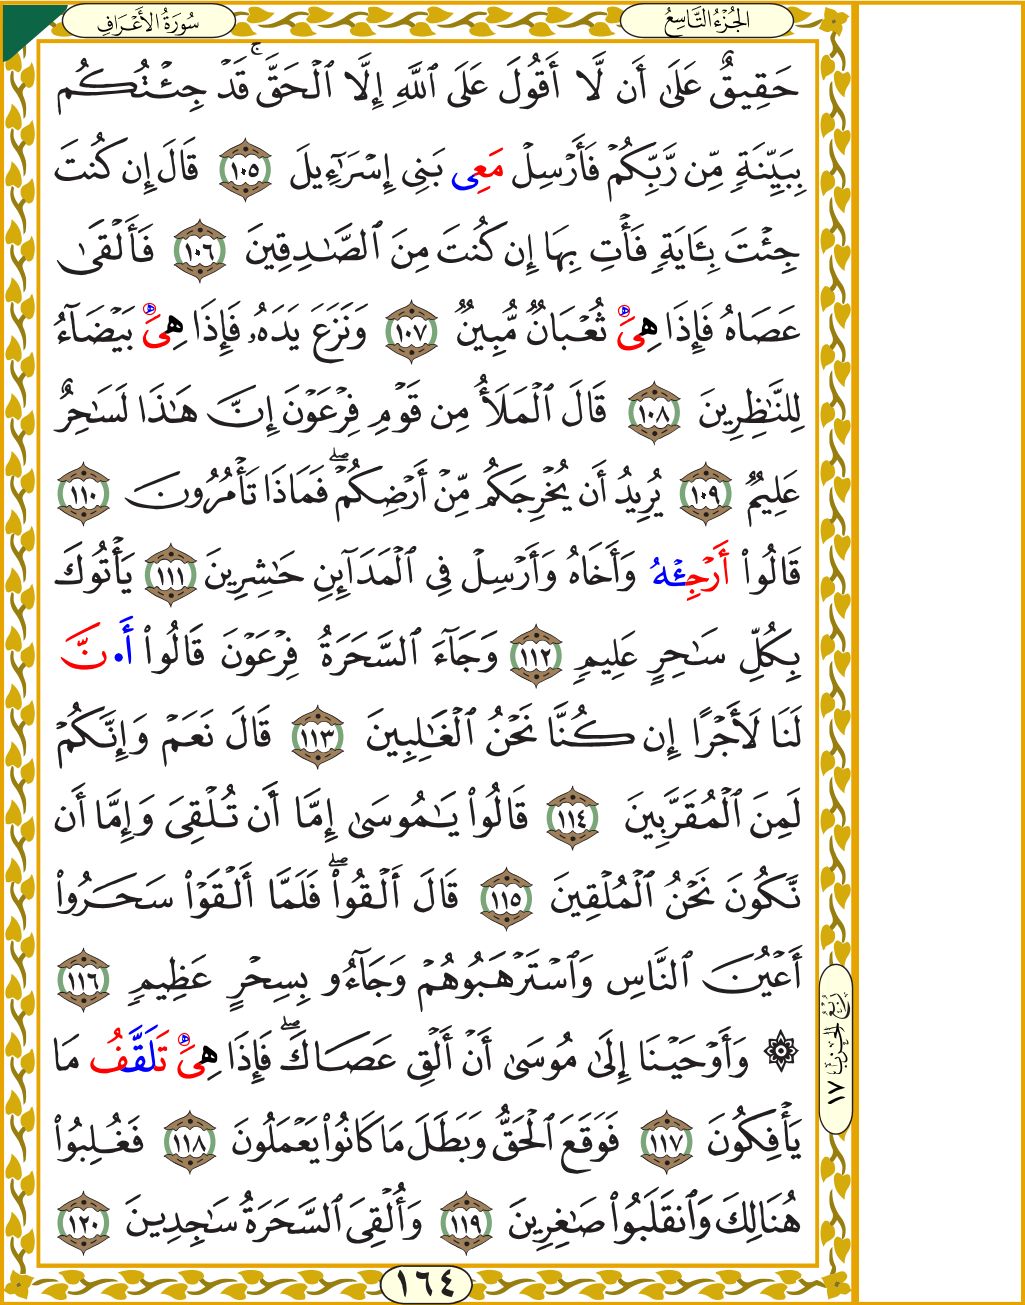 الجُزْءُ التَّاسِعُ
سُورَةُ الأَعْرَافِ
حَقِيقٌ عَلَىٰ أَن لَّا أَقُولَ عَلَى ٱللَّهِ إِلَّا ٱلْحَقَّۚ قَدْ جِئْتُكُم
بِبَيِّنَةٍ مِّن رَّبِّكُمْ فَأَرْسِلْ مَعِى بَنِى إِسْرَٰٓءِيلَ ١٠٥ قَالَ إِن كُنتَ
جِئْتَ بِـَٔايَةٍ فَأْتِ بِهَا إِن كُنتَ مِنَ ٱلصَّـٰدِقِينَ ١٠٦ فَأَلْقَىٰ
عَصَاهُ فَإِذَا هِىَ ثُعْبَانٌ مُّبِينٌ ١٠٧ وَنَزَعَ يَدَهُۥ فَإِذَا هِىَ بَيْضَآءُ
لِلنَّـٰظِرِينَ ١٠٨ قَالَ ٱلْمَلَأُ مِن قَوْمِ فِرْعَوْنَ إِنَّ هَـٰذَا لَسَـٰحِرٌ
عَلِيمٌ ١٠٩ يُرِيدُ أَن يُخْرِجَكُم مِّنْ أَرْضِكُمْۖ فَمَاذَا تَأْمُرُونَ ١١٠
قَالُوا۟ أَرْجِئْهُ وَأَخَاهُ وَأَرْسِلْ فِى ٱلْمَدَآئِنِ حَـٰشِرِينَ ١١١ يَأْتُوكَ
بِكُلِّ سَـٰحِرٍ عَلِيمٍ ١١٢ وَجَآءَ ٱلسَّحَرَةُ فِرْعَوْنَ قَالُوا۟ أَ•نَّ
لَنَا لَأَجْرًا إِن كُنَّا نَحْنُ ٱلْغَـٰلِبِينَ ١١٣ قَالَ نَعَمْ وَإِنَّكُمْ
لَمِنَ ٱلْمُقَرَّبِينَ ١١٤ قَالُوا۟ يَـٰمُوسَىٰ إِمَّا أَن تُلْقِىَ وَإِمَّا أَن
نَّكُونَ نَحْنُ ٱلْمُلْقِينَ ١١٥ قَالَ أَلْقُوا۟ۖ فَلَمَّا أَلْقَوْا۟ سَحَرُوا۟
أَعْيُنَ ٱلنَّاسِ وَٱسْتَرْهَبُوهُمْ وَجَآءُو بِسِحْرٍ عَظِيمٍ ١١٦
۞ وَأَوْحَيْنَا إِلَىٰ مُوسَىٰ أَنْ أَلْقِ عَصَاكَۖ فَإِذَا هِىَ تَلَقَّفُ مَا
يَأْفِكُونَ ١١٧ فَوَقَعَ ٱلْحَقُّ وَبَطَلَ مَا كَانُوا۟ يَعْمَلُونَ ١١٨ فَغُلِبُوا۟
هُنَالِكَ وَٱنقَلَبُوا۟ صَـٰغِرِينَ ١١٩ وَأُلْقِىَ ٱلسَّحَرَةُ سَـٰجِدِينَ ١٢٠
رُبْعُ الحِزْبِ ١٧
١٦٤